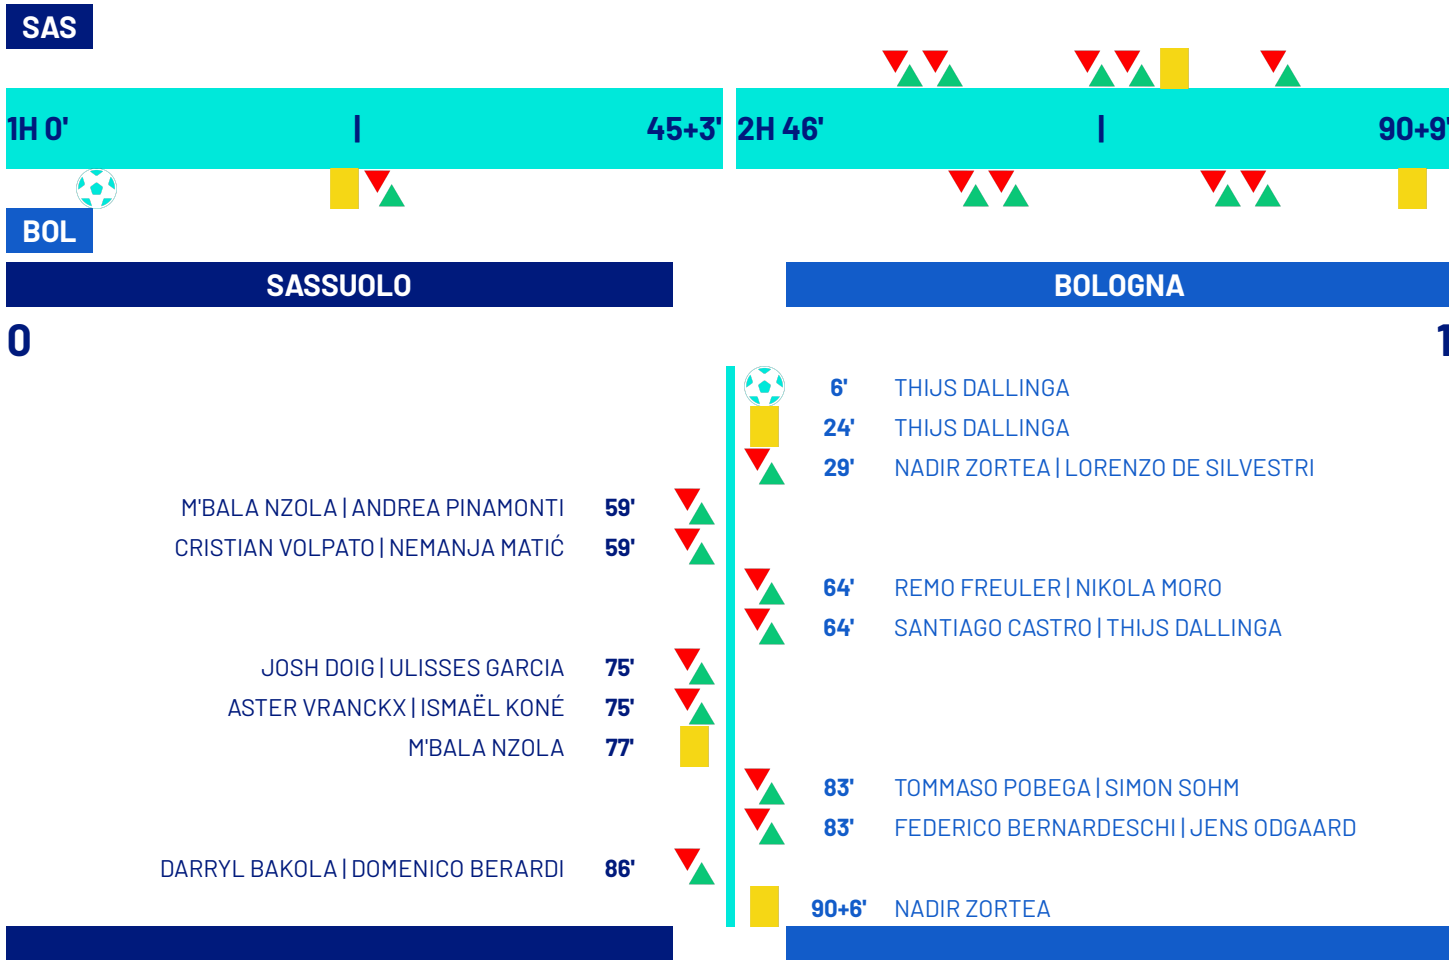 SAS
1H 0' | 45+3' 2H 46' | 90+9'
BOL
SASSUOLO BOLOGNA
0 1
6' THIJS DALLINGA
24' THIJS DALLINGA
29' NADIR ZORTEA | LORENZO DE SILVESTRI
M'BALA NZOLA | ANDREA PINAMONTI 59'
CRISTIAN VOLPATO | NEMANJA MATIĆ 59'
64' REMO FREULER | NIKOLA MORO
64' SANTIAGO CASTRO | THIJS DALLINGA
JOSH DOIG | ULISSES GARCIA 75'
ASTER VRANCKX | ISMAËL KONÉ 75'
M'BALA NZOLA 77'
83' TOMMASO POBEGA | SIMON SOHM
83' FEDERICO BERNARDESCHI | JENS ODGAARD
DARRYL BAKOLA | DOMENICO BERARDI 86'
90+6' NADIR ZORTEA